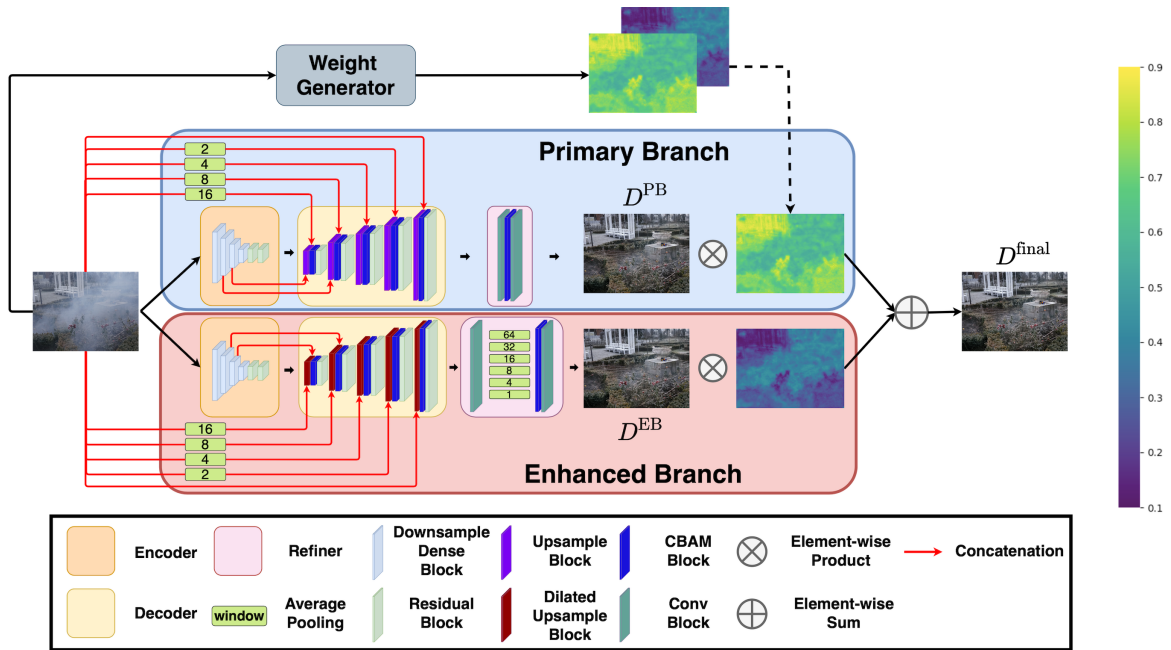 Weight
Generator
0.9
0.8
0.7
0.6
0.5
0.4
0.3
0.2
0.1
Primary Branch
2
4
8
16
D^PB
D^final
64
32
16
8
4
1
D^EB
16
8
4
2
Enhanced Branch
Encoder
Refiner
Downsample
Dense
Block
Upsample
Block
CBAM
Block
Element-wise
Product
Concatenation
Decoder
window
Average
Pooling
Residual
Block
Dilated
Upsample
Block
Conv
Block
Element-wise
Sum